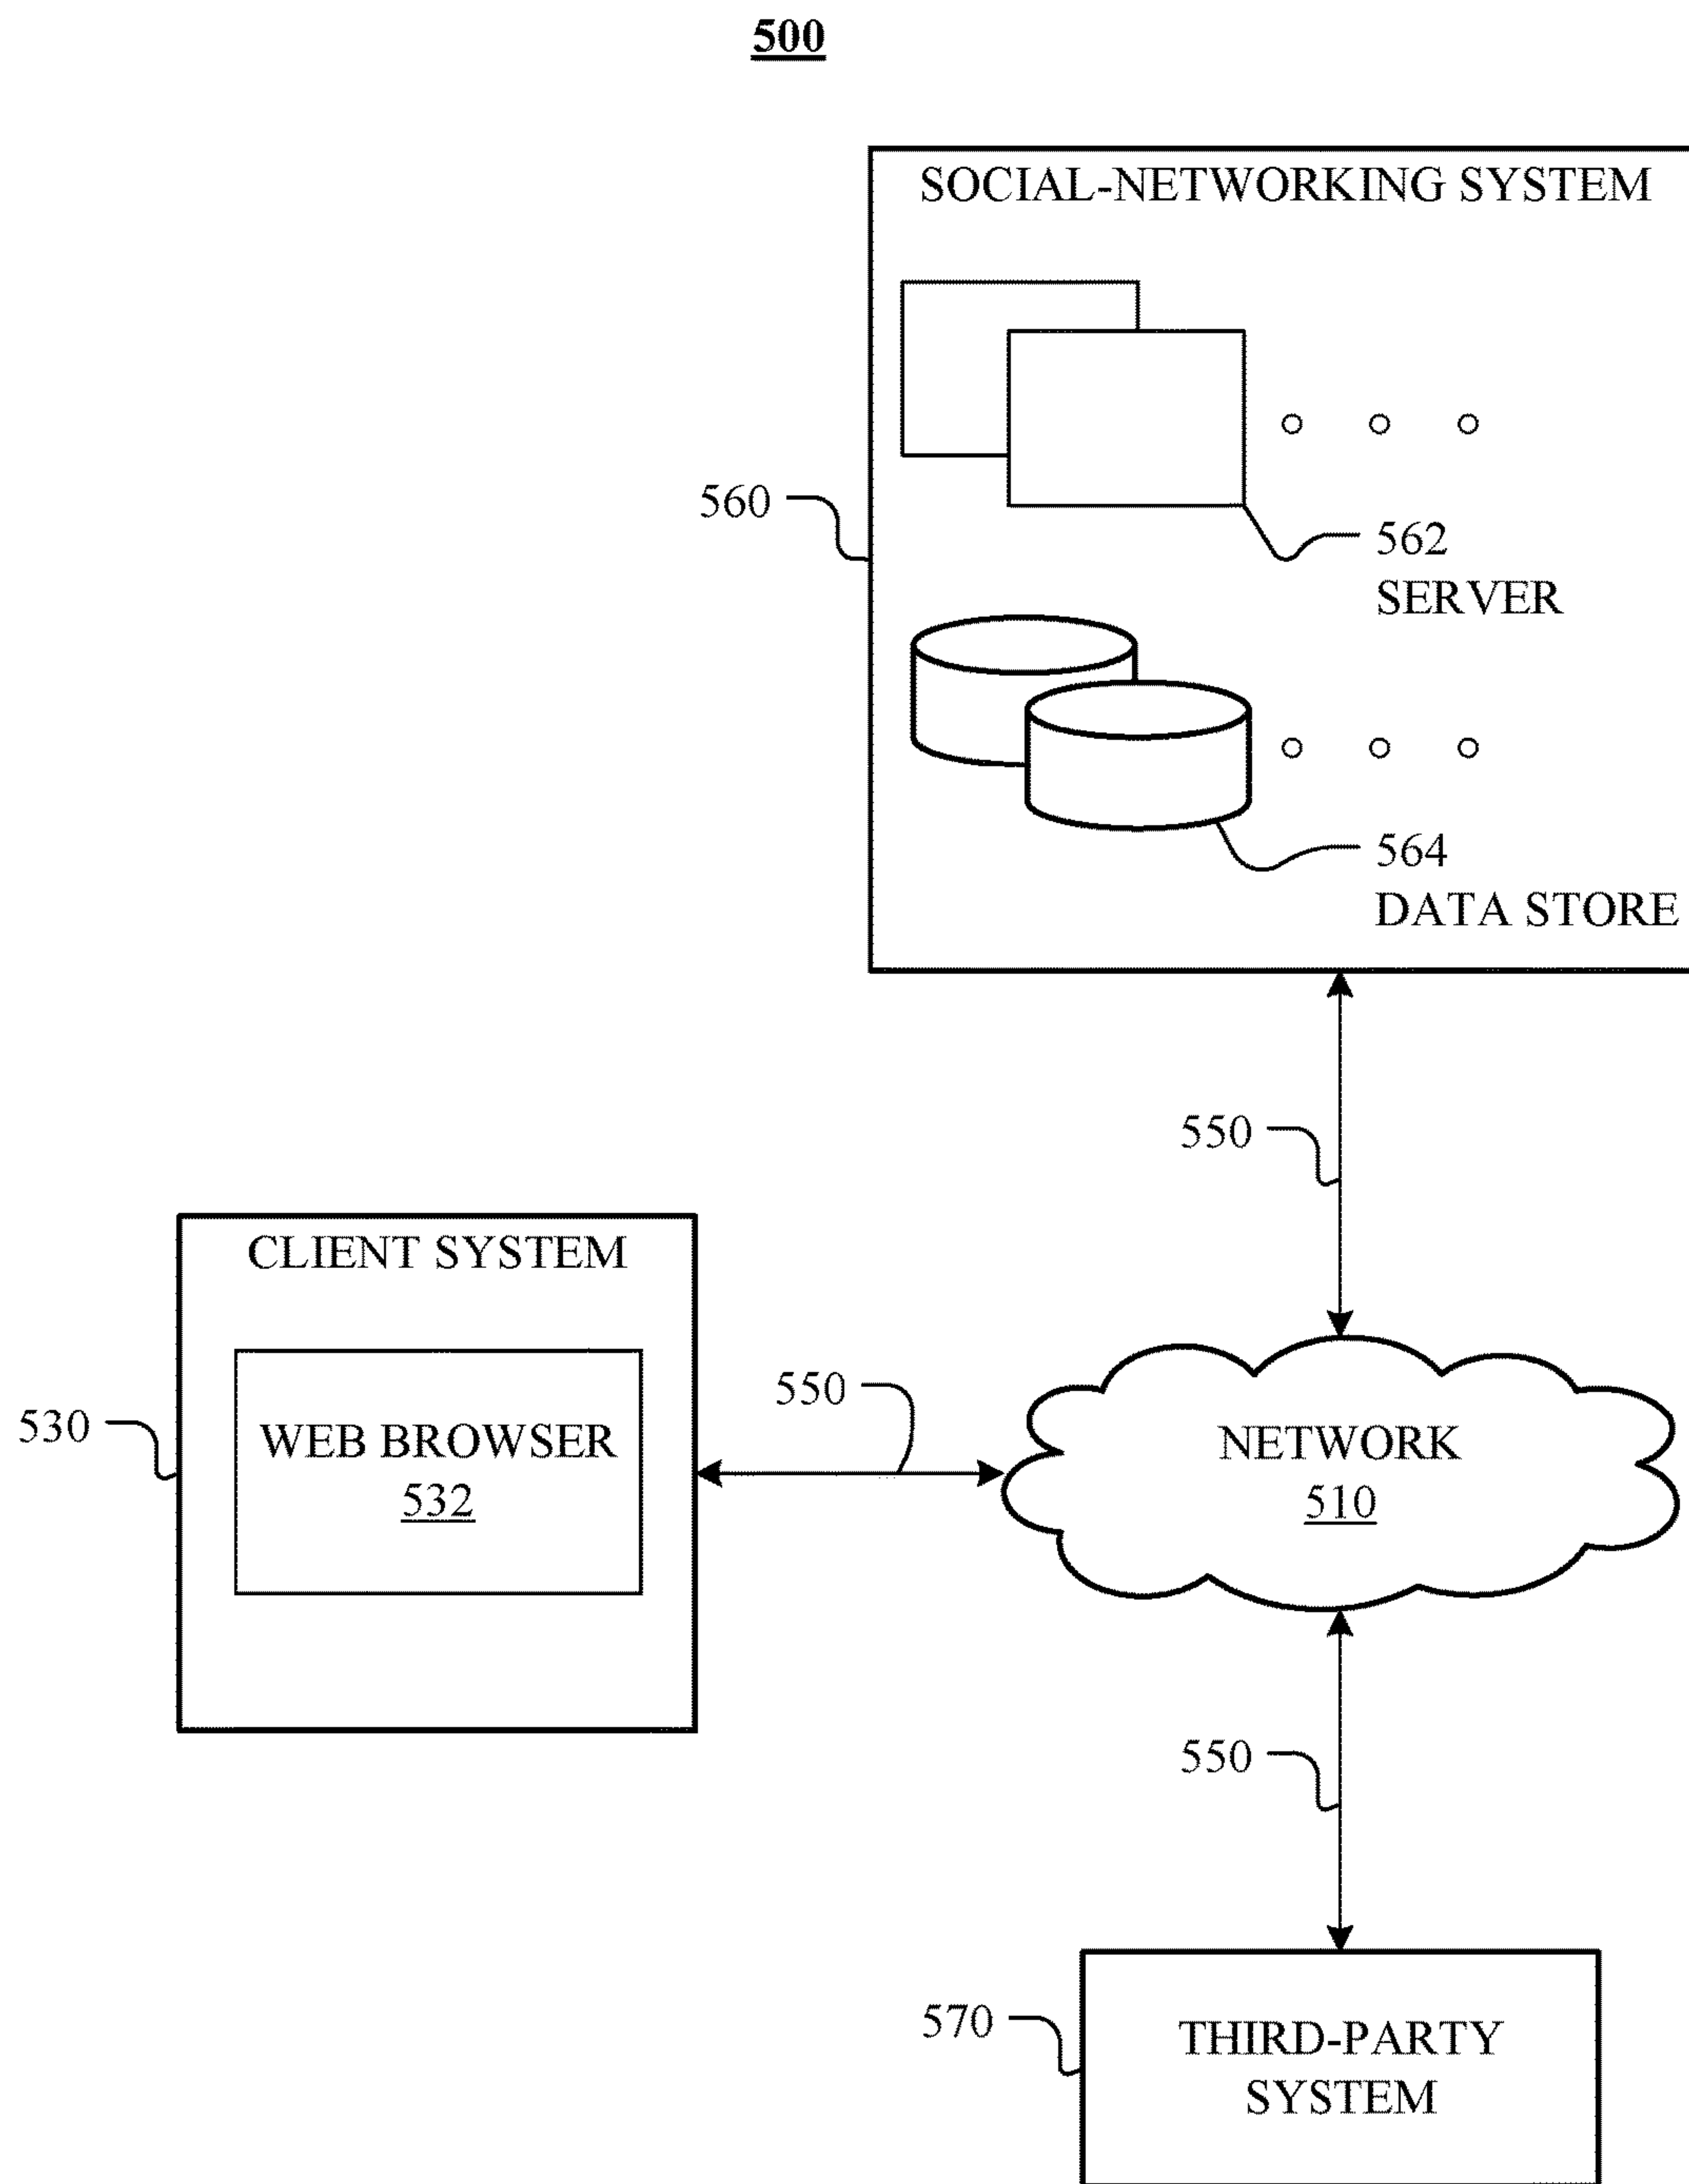 500
SOCIAL-NETWORKING SYSTEM
560
562
SERVER
564
DATA STORE
550
CLIENT SYSTEM
530
WEB BROWSER
532
550
NETWORK
510
550
570
THIRD-PARTY
SYSTEM